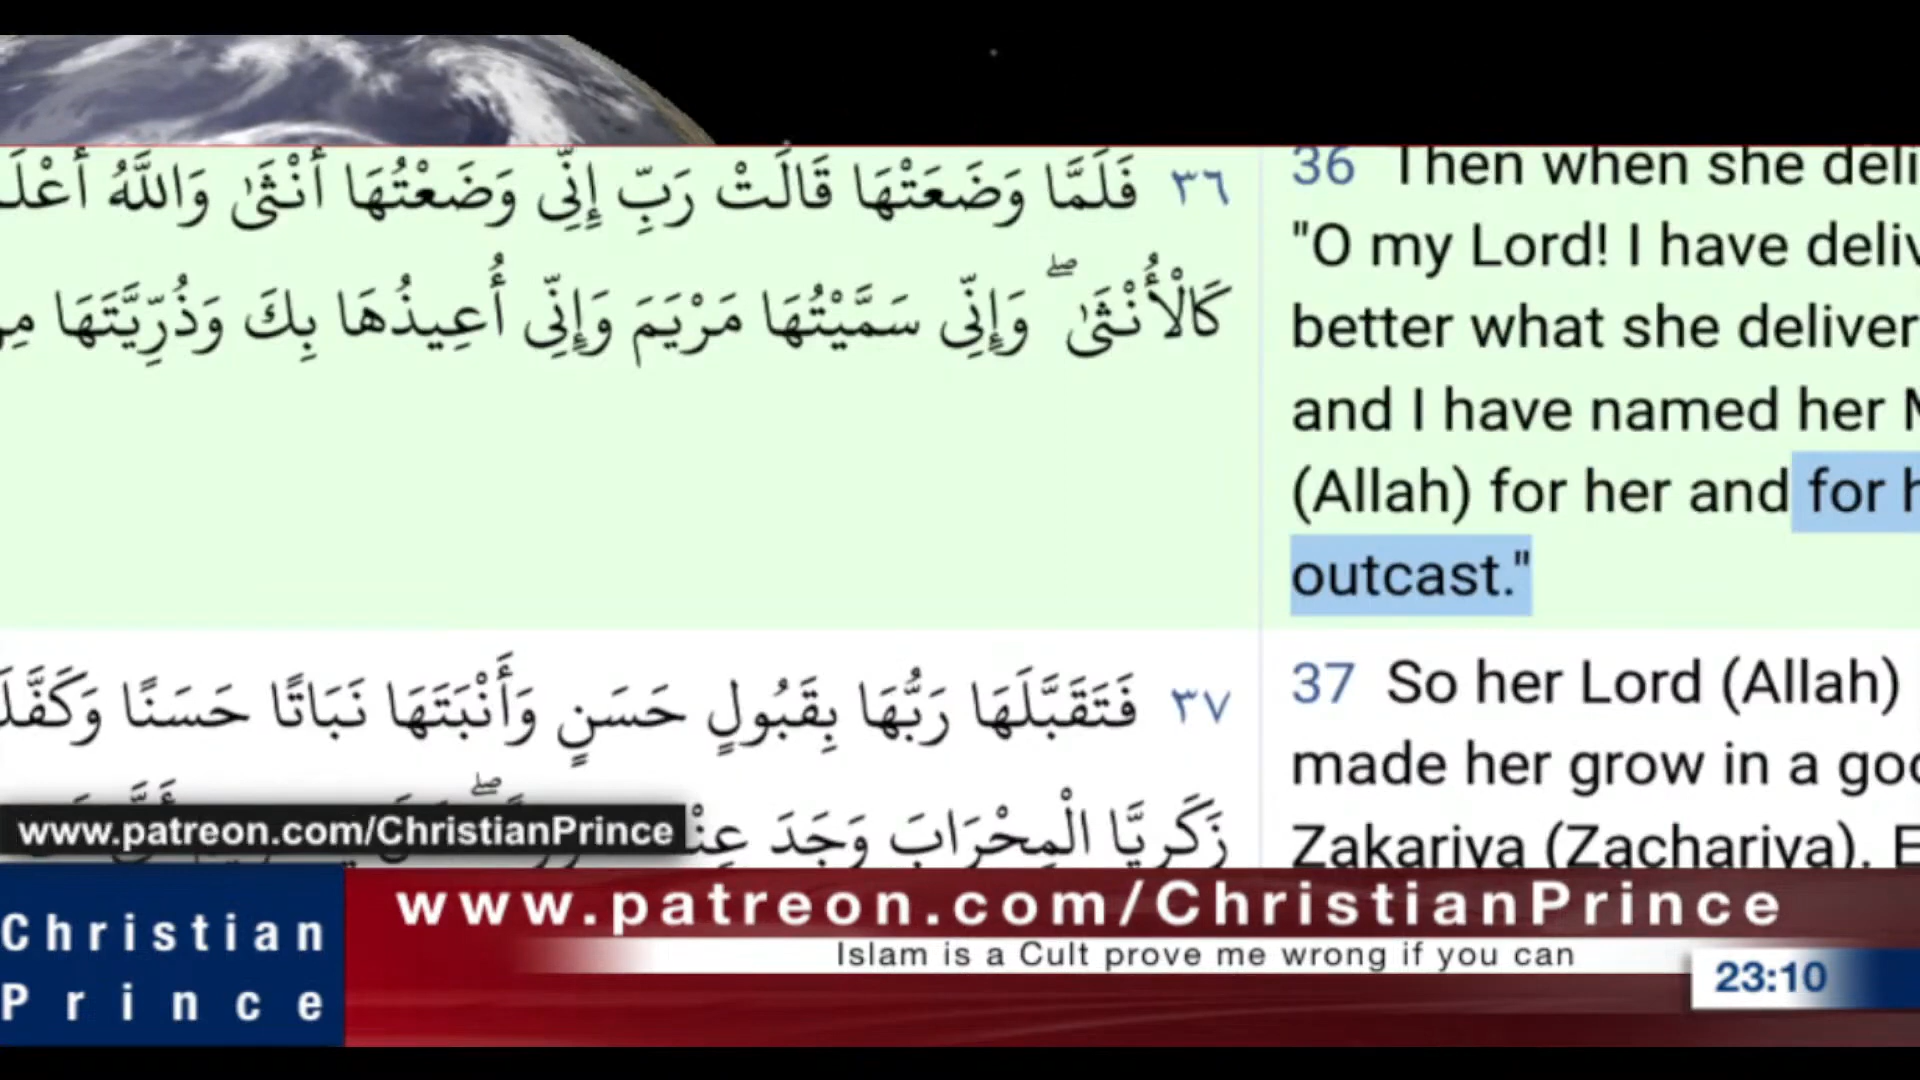 ٣٦ فَلَمَّا وَضَعَتْهَا قَالَتْ رَبِّ إِنِّى وَضَعْتُهَا أُنْثَىٰ وَاللَّهُ
كَالْأُنْثَىٰ ۖ وَإِنِّى سَمَّيْتُهَا مَرْيَمَ وَإِنِّى أُعِيذُهَا بِكَ وَذُرِّيَّتَهَا
36 Then when she
"O my Lord! I have
better what she
and I have named her
(Allah) for her and for
outcast."
٣٧ فَتَقَبَّلَهَا رَبُّهَا بِقَبُولٍ حَسَنٍ وَأَنْبَتَهَا نَبَاتًا حَسَنًا
زَكَرِيَّا الْمِحْرَابَ وَجَدَ
37 So her Lord (Allah)
made her grow in a
Zakariya (Zachariya).
www.patreon.com/ChristianPrince
Christian
Prince
www.patreon.com/ChristianPrince
Islam is a Cult prove me wrong if you can
23:10